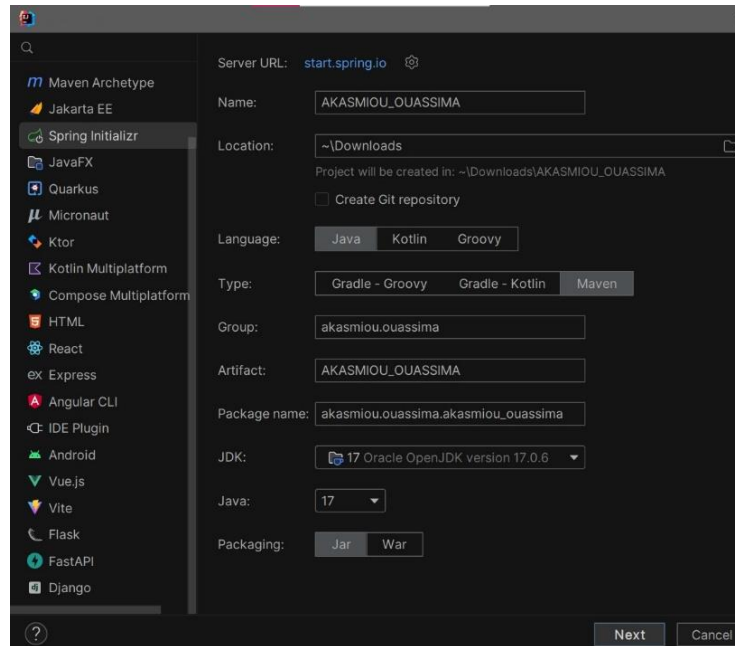 Maven Archetype
Jakarta EE
Spring Initializr
JavaFX
Quarkus
Micronaut
Ktor
Kotlin Multiplatform
Compose Multiplatform
HTML
React
ex Express
Angular CLI
IDE Plugin
Android
Vue.js
Vite
Flask
FastAPI
Django
Server URL: start.spring.io
Name: AKASMIOU_OUASSIMA
Location: ~\Downloads
Project will be created in: ~\Downloads\AKASMIOU_OUASSIMA
Create Git repository
Language: Java Kotlin Groovy
Type: Gradle - Groovy Gradle - Kotlin Maven
Group: akasmiou.ouassima
Artifact: AKASMIOU_OUASSIMA
Package name: akasmiou.ouassima.akasmiou_ouassima
JDK: 17 Oracle OpenJDK version 17.0.6
Java: 17
Packaging: Jar War
? Next Cancel